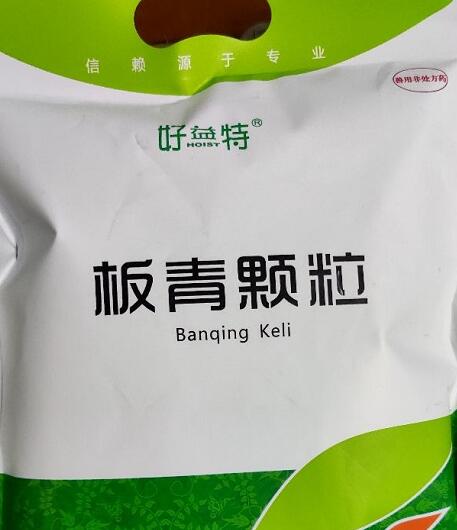 信赖源于专业
兽用非处方药
好益特®
HOIST
板青颗粒
Banqing Keli